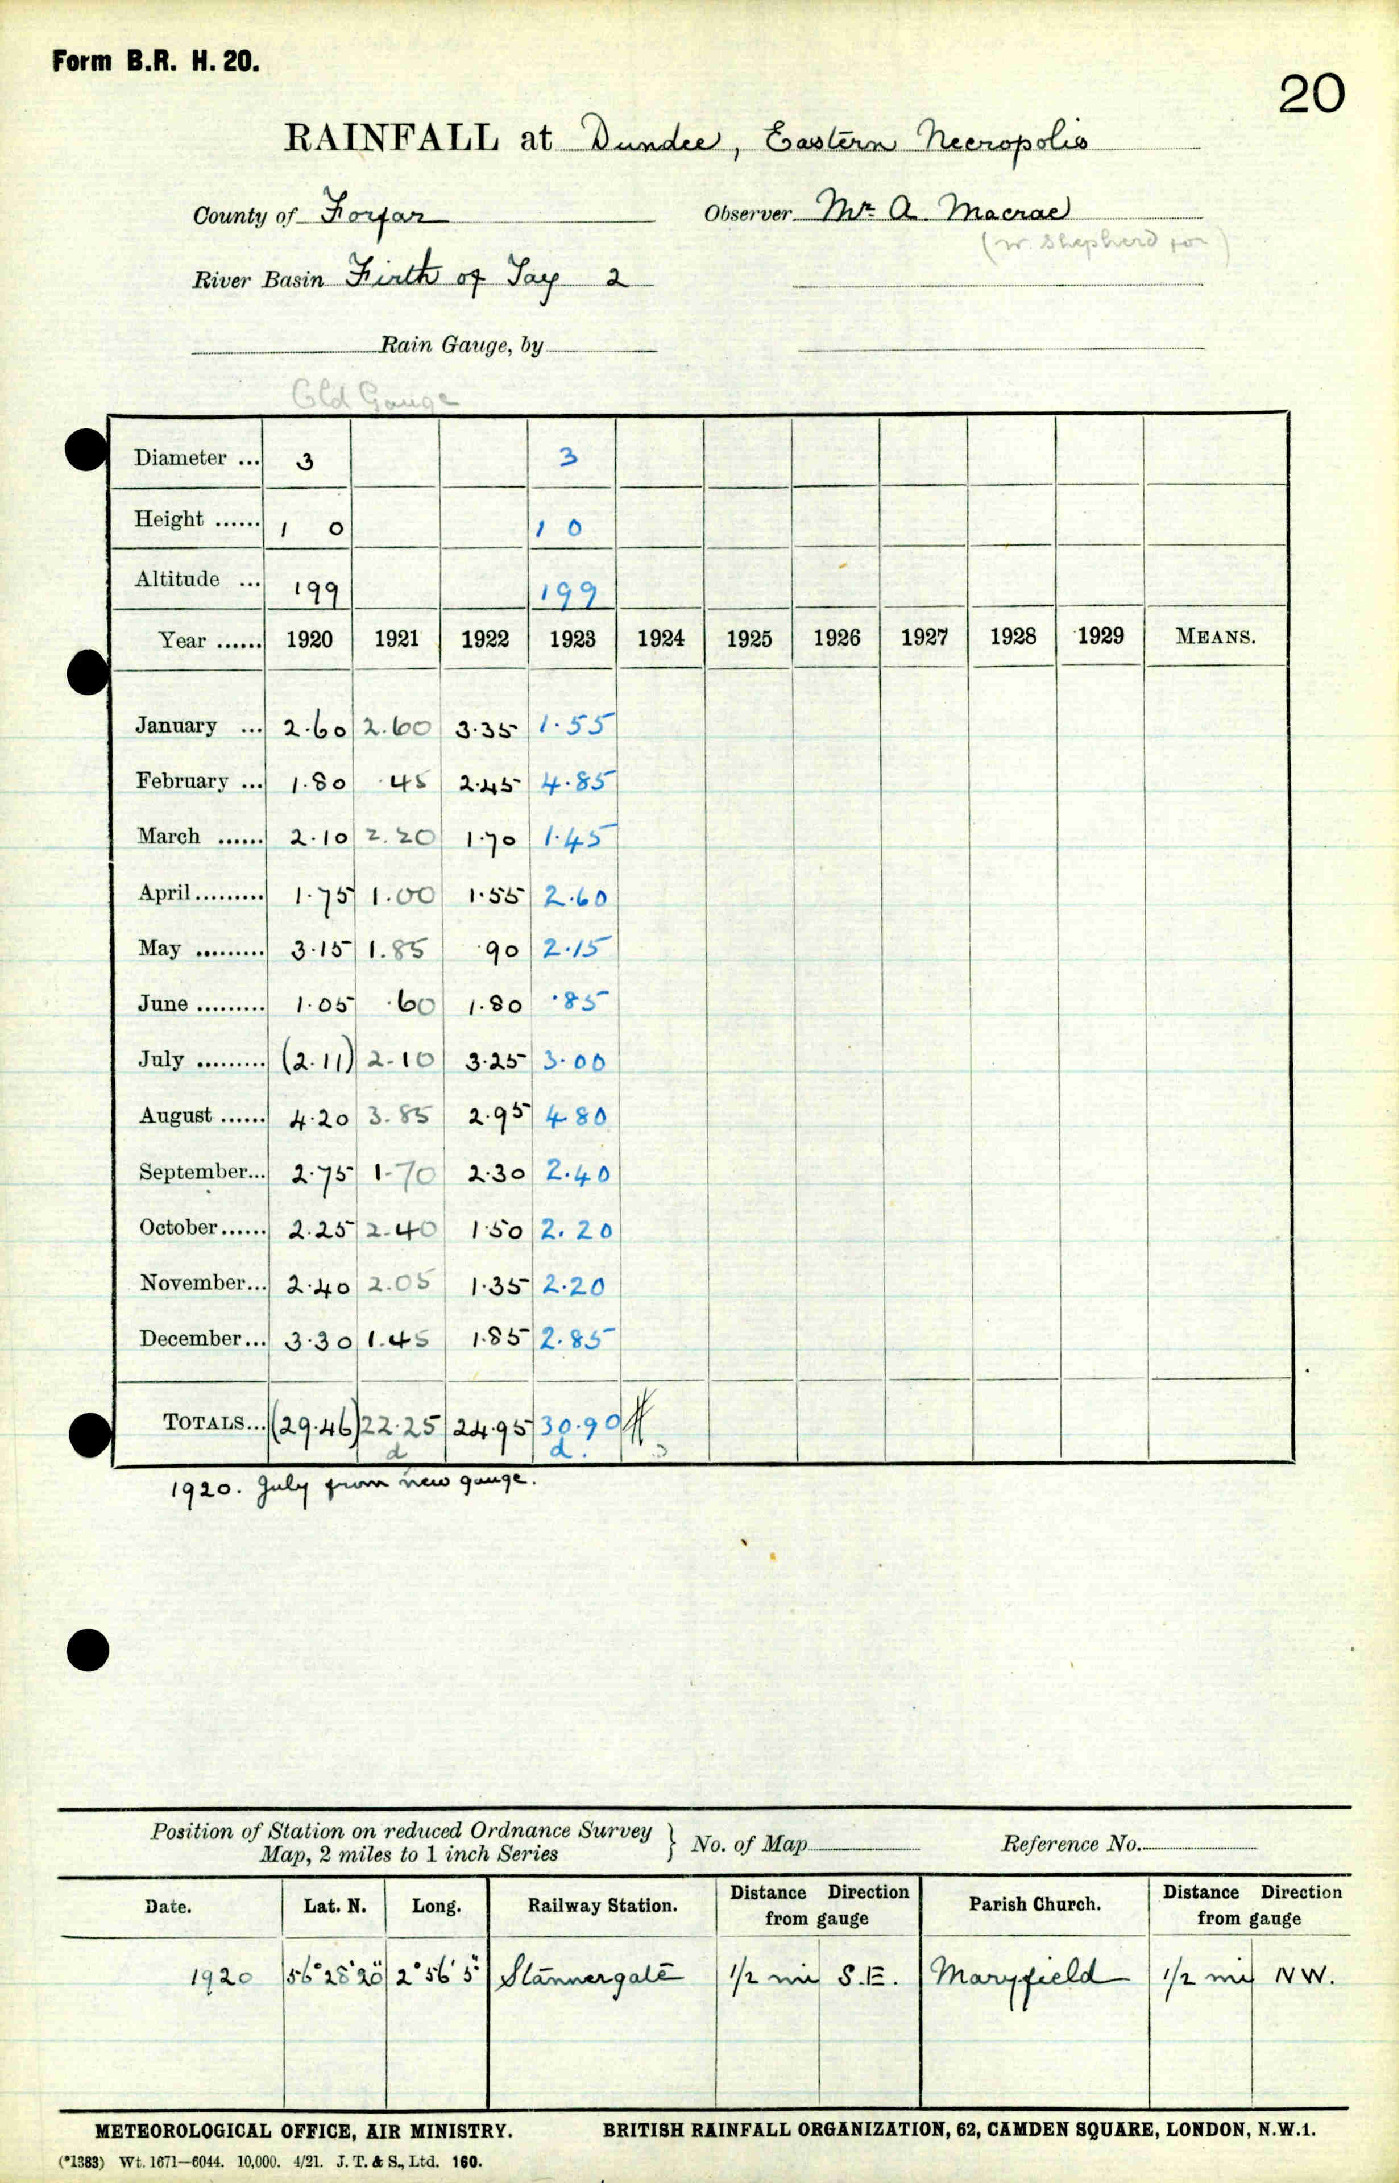 Form B.R. H. 20.
20
RAINFALL at Dundee, Eastern Necropolis
County of Forfar Observer Mr. A. Macrae
(W. Shepherd for)
River Basin Firth of Tay 2
Rain Gauge, by
Old Gauge
Diameter ... 3 3
Height ...... 1 0 1 0
Altitude ... 199 199
Year ...... 1920 1921 1922 1923 1924 1925 1926 1927 1928 1929 MEANS.
January ... 2.60 2.60 3.35 1.55
February ... 1.80 .45 2.45 4.85
March ...... 2.10 2.20 1.70 1.45
April ......... 1.75 1.00 1.55 2.60
May ......... 3.15 1.85 .90 2.15
June ......... 1.05 .60 1.80 .85
July ......... (2.11) 2.10 3.25 3.00
August ...... 4.20 3.85 2.95 4 80
September... 2.75 1.70 2.30 2.40
October...... 2.25 2.40 1.50 2.20
November... 2.40 2.05 1.35 2.20
December... 3.30 1.45 1.85 2.85
TOTALS... (29.46) 22.25 24.95 30.90
d d.
1920. July from new gauge.
Position of Station on reduced Ordnance Survey
Map, 2 miles to 1 inch Series } No. of Map Reference No.
Date. Lat. N. Long. Railway Station. Distance Direction from gauge Parish Church. Distance Direction from gauge
1920 56° 28' 20" 2° 56' 5" Stannergate 1/2 mi S.E. Maryfield 1/2 mi NW.
METEOROLOGICAL OFFICE, AIR MINISTRY. BRITISH RAINFALL ORGANIZATION, 62, CAMDEN SQUARE, LONDON, N.W.1.
(*1383) Wt. 1671—6044. 10,000. 4/21. J. T. & S., Ltd. 160.